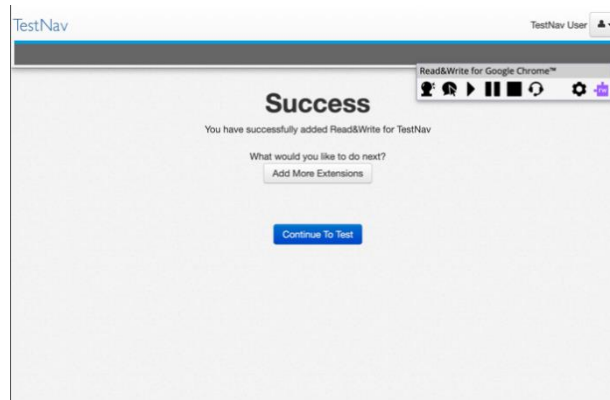 TestNav
TestNav User
Read&Write for Google Chrome™
Success
You have successfully added Read&Write for TestNav
What would you like to do next?
Add More Extensions
Continue To Test